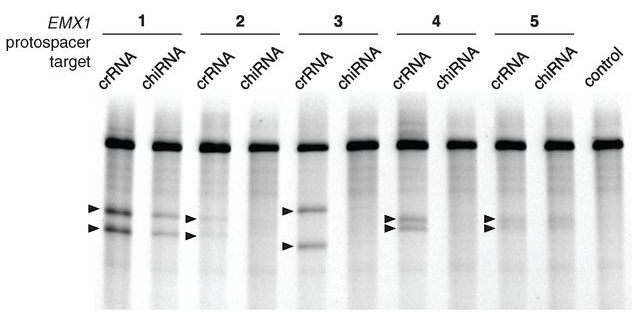 EMX1 1 2 3 4 5
protospacer
target
crRNA chiRNA crRNA chiRNA crRNA chiRNA crRNA chiRNA crRNA chiRNA control